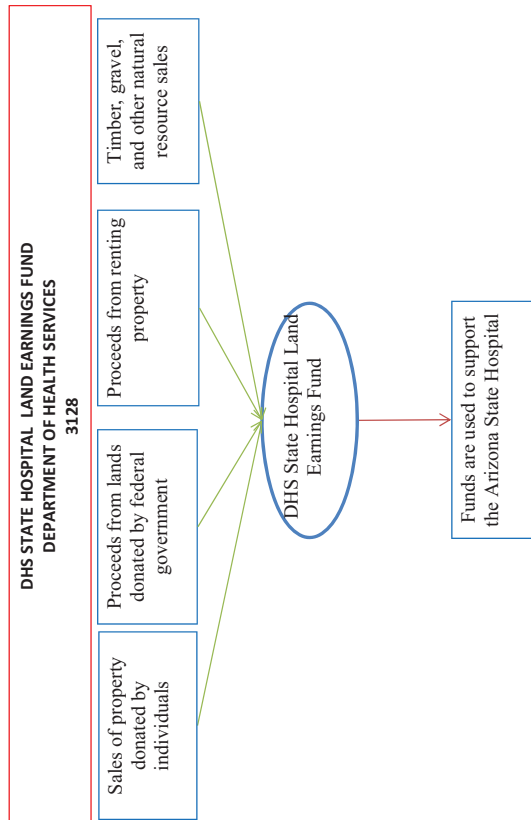 DHS STATE HOSPITAL LAND EARNINGS FUND
DEPARTMENT OF HEALTH SERVICES
3128
Sales of property
donated by
individuals
Proceeds from lands
donated by federal
government
Proceeds from renting
property
Timber, gravel,
and other natural
resource sales
DHS State Hospital Land
Earnings Fund
Funds are used to support
the Arizona State Hospital